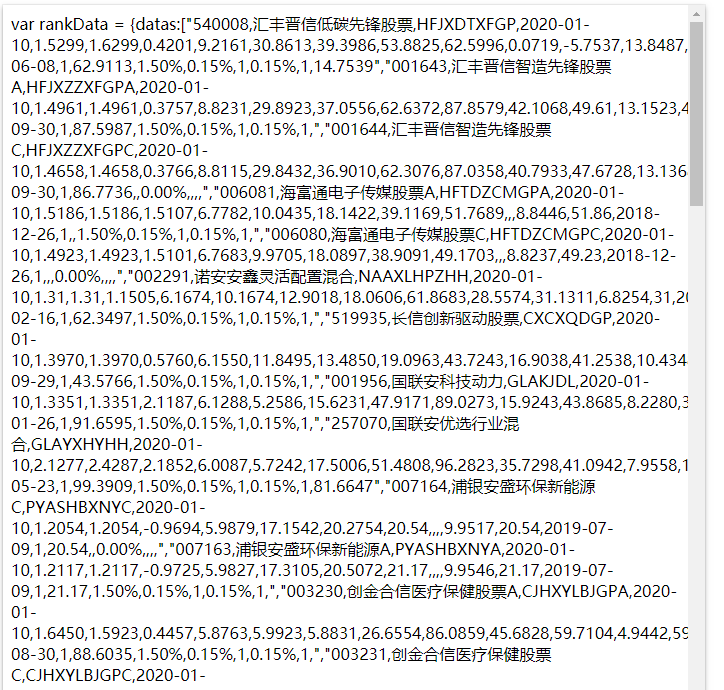 var rankData = {datas:["540008,汇丰晋信低碳先锋股票,HFJXDTXFGP,2020-01-
10,1.5299,1.6299,0.4201,9.2161,30.8613,39.3986,53.8825,62.5996,0.0719,-5.7537,13.8487,
06-08,1,62.9113,1.50%,0.15%,1,0.15%,1,14.7539","001643,汇丰晋信智造先锋股票
A,HFJXZZXFGPA,2020-01-
10,1.4961,1.4961,0.3757,8.8231,29.8923,37.0556,62.6372,87.8579,42.1068,49.61,13.1523,4
09-30,1,87.5987,1.50%,0.15%,1,0.15%,1,","001644,汇丰晋信智造先锋股票
C,HFJXZZXFGPC,2020-01-
10,1.4658,1.4658,0.3766,8.8115,29.8432,36.9010,62.3076,87.0358,40.7933,47.6728,13.136
09-30,1,86.7736,,0.00%,,,,","006081,海富通电子传媒股票A,HFTDZCMGPA,2020-01-
10,1.5186,1.5186,1.5107,6.7782,10.0435,18.1422,39.1169,51.7689,,,8.8446,51.86,2018-
12-26,1,,1.50%,0.15%,1,0.15%,1,","006080,海富通电子传媒股票C,HFTDZCMGPC,2020-01-
10,1.4923,1.4923,1.5101,6.7683,9.9705,18.0897,38.9091,49.1703,,,8.8237,49.23,2018-12-
26,1,,,0.00%,,,,","002291,诺安安鑫灵活配置混合,NAAXLHPZHH,2020-01-
10,1.31,1.31,1.1505,6.1674,10.1674,12.9018,18.0606,61.8683,28.5574,31.1311,6.8254,31,20
02-16,1,62.3497,1.50%,0.15%,1,0.15%,1,","519935,长信创新驱动股票,CXCXQDGP,2020-
01-
10,1.3970,1.3970,0.5760,6.1550,11.8495,13.4850,19.0963,43.7243,16.9038,41.2538,10.434
09-29,1,43.5766,1.50%,0.15%,1,0.15%,1,","001956,国联安科技动力,GLAKJDL,2020-01-
10,1.3351,1.3351,2.1187,6.1288,5.2586,15.6231,47.9171,89.0273,15.9243,43.8685,8.2280,3
01-26,1,91.6595,1.50%,0.15%,1,0.15%,1,","257070,国联安优选行业混
合,GLAYXHYHH,2020-01-
10,2.1277,2.4287,2.1852,6.0087,5.7242,17.5006,51.4808,96.2823,35.7298,41.0942,7.9558,1
05-23,1,99.3909,1.50%,0.15%,1,0.15%,1,81.6647","007164,浦银安盛环保新能源
C,PYASHBXNYC,2020-01-
10,1.2054,1.2054,-0.9694,5.9879,17.1542,20.2754,20.54,,,,9.9517,20.54,2019-07-
09,1,20.54,,0.00%,,,,","007163,浦银安盛环保新能源A,PYASHBXNYA,2020-01-
10,1.2117,1.2117,-0.9725,5.9827,17.3105,20.5072,21.17,,,,9.9546,21.17,2019-07-
09,1,21.17,1.50%,0.15%,1,0.15%,1,","003230,创金合信医疗保健股票A,CJHXYLBJGPA,2020-
01-
10,1.6450,1.5923,0.4457,5.8763,5.9923,5.8831,26.6554,86.0859,45.6828,59.7104,4.9442,59
08-30,1,88.6035,1.50%,0.15%,1,0.15%,1,","003231,创金合信医疗保健股票
C,CJHXYLBJGPC,2020-01-